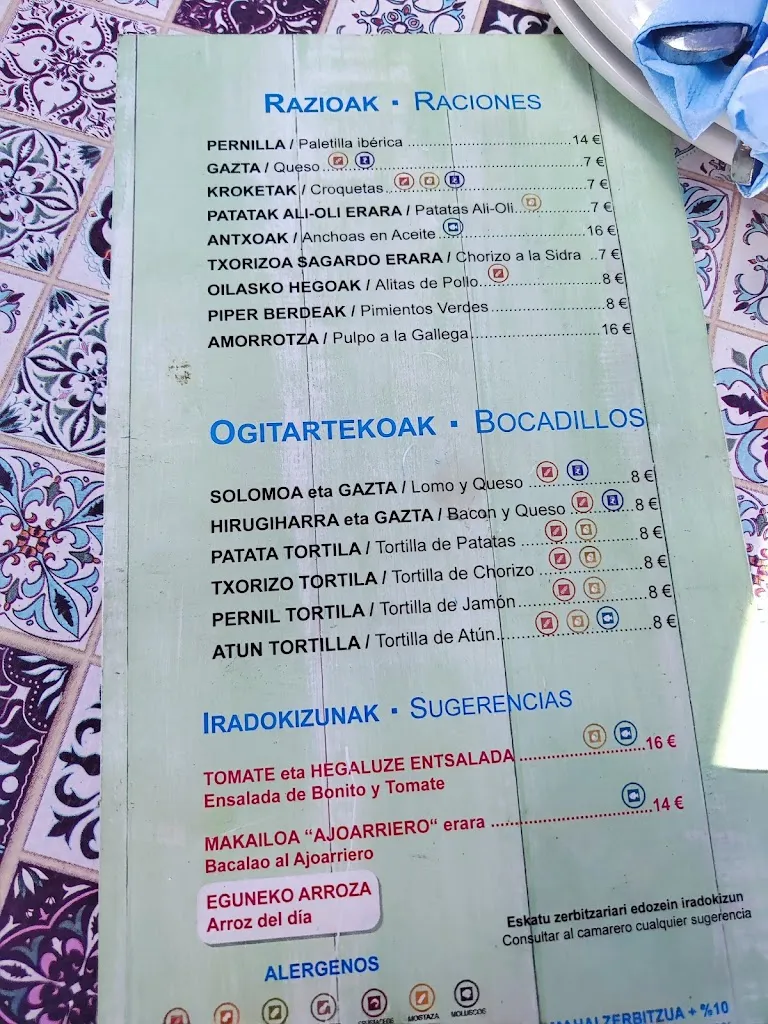 RAZIOAK ▪ RACIONES
PERNILLA / Paletilla ibérica ........................................14 €
GAZTA / Queso ........................................7 €
KROKETAK / Croquetas ........................................7 €
PATATAK ALI-OLI ERARA / Patatas Ali-Oli ....................7 €
ANTXOAK / Anchoas en Aceite ........................................16 €
TXORIZOA SAGARDO ERARA / Chorizo a la Sidra ..7 €
OILASKO HEGOAK / Alitas de Pollo ..............................8 €
PIPER BERDEAK / Pimientos Verdes ..............................8 €
AMORROTZA / Pulpo a la Gallega ..............................16 €
OGITARTEKOAK ▪ BOCADILLOS
SOLOMOA eta GAZTA / Lomo y Queso ....................8 €
HIRUGIHARRA eta GAZTA / Bacon y Queso ..............8 €
PATATA TORTILA / Tortilla de Patatas ....................8 €
TXORIZO TORTILA / Tortilla de Chorizo ....................8 €
PERNIL TORTILA / Tortilla de Jamón ....................8 €
ATUN TORTILLA / Tortilla de Atún ..............................8 €
IRADOKIZUNAK ▪ SUGERENCIAS
TOMATE eta HEGALUZE ENTSALADA ....................16 €
Ensalada de Bonito y Tomate
MAKAILOA “AJOARRIERO“ erara ..............................14 €
Bacalao al Ajoarriero
EGUNEKO ARROZA
Arroz del día
Eskatu zerbitzariari edozein iradokizun
Consultar al camarero cualquier sugerencia
ALERGENOS
MOSTAZA MOLUSCOS
ZERBITZUA + %10